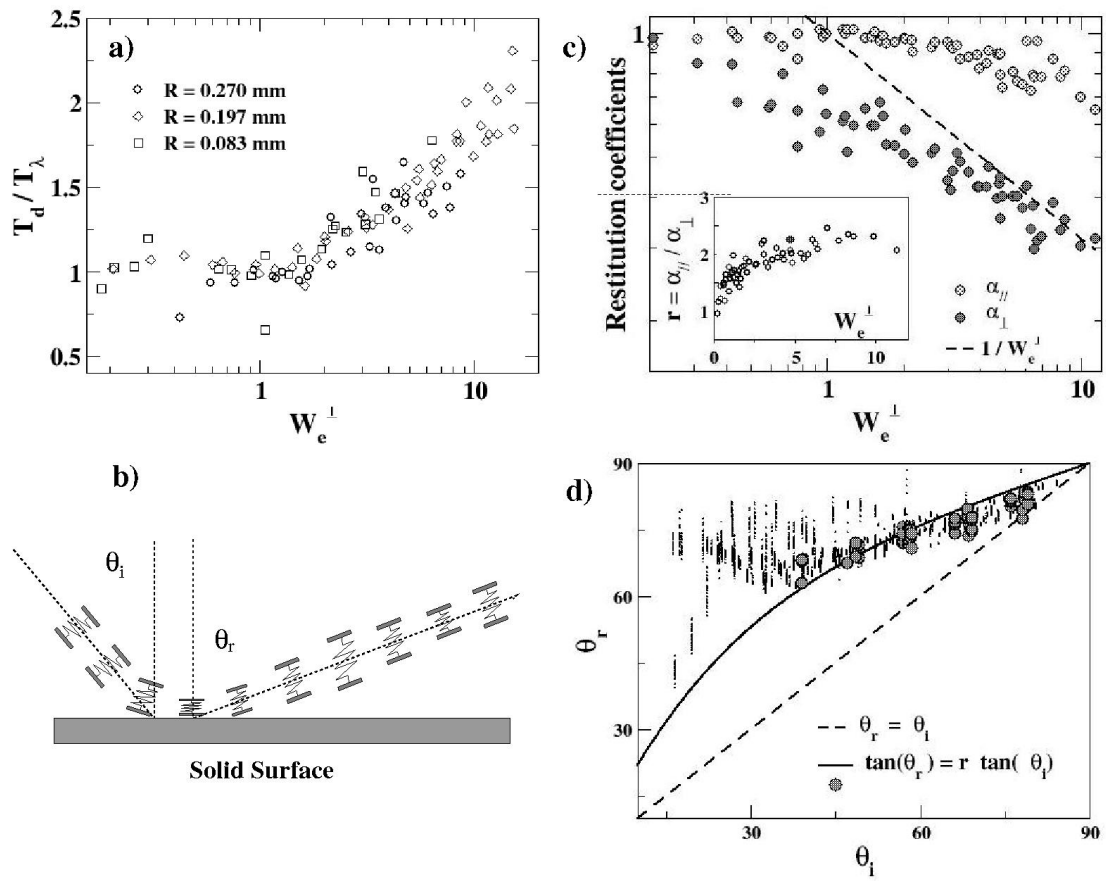 a)
2.5
2
1.5
1
0.5
T_d / T_λ
R = 0.270 mm
R = 0.197 mm
R = 0.083 mm
1
10
W_e^⊥
c)
1
Restitution coefficients
3
2
1
r = α_// / α_⊥
W_e^⊥
0
5
10
α_//
α_⊥
1 / W_e^⊥
1
10
W_e^⊥
b)
θ_i
θ_r
Solid Surface
d)
90
60
30
θ_r
θ_r = θ_i
tan(θ_r) = r tan( θ_i)
30
60
90
θ_i